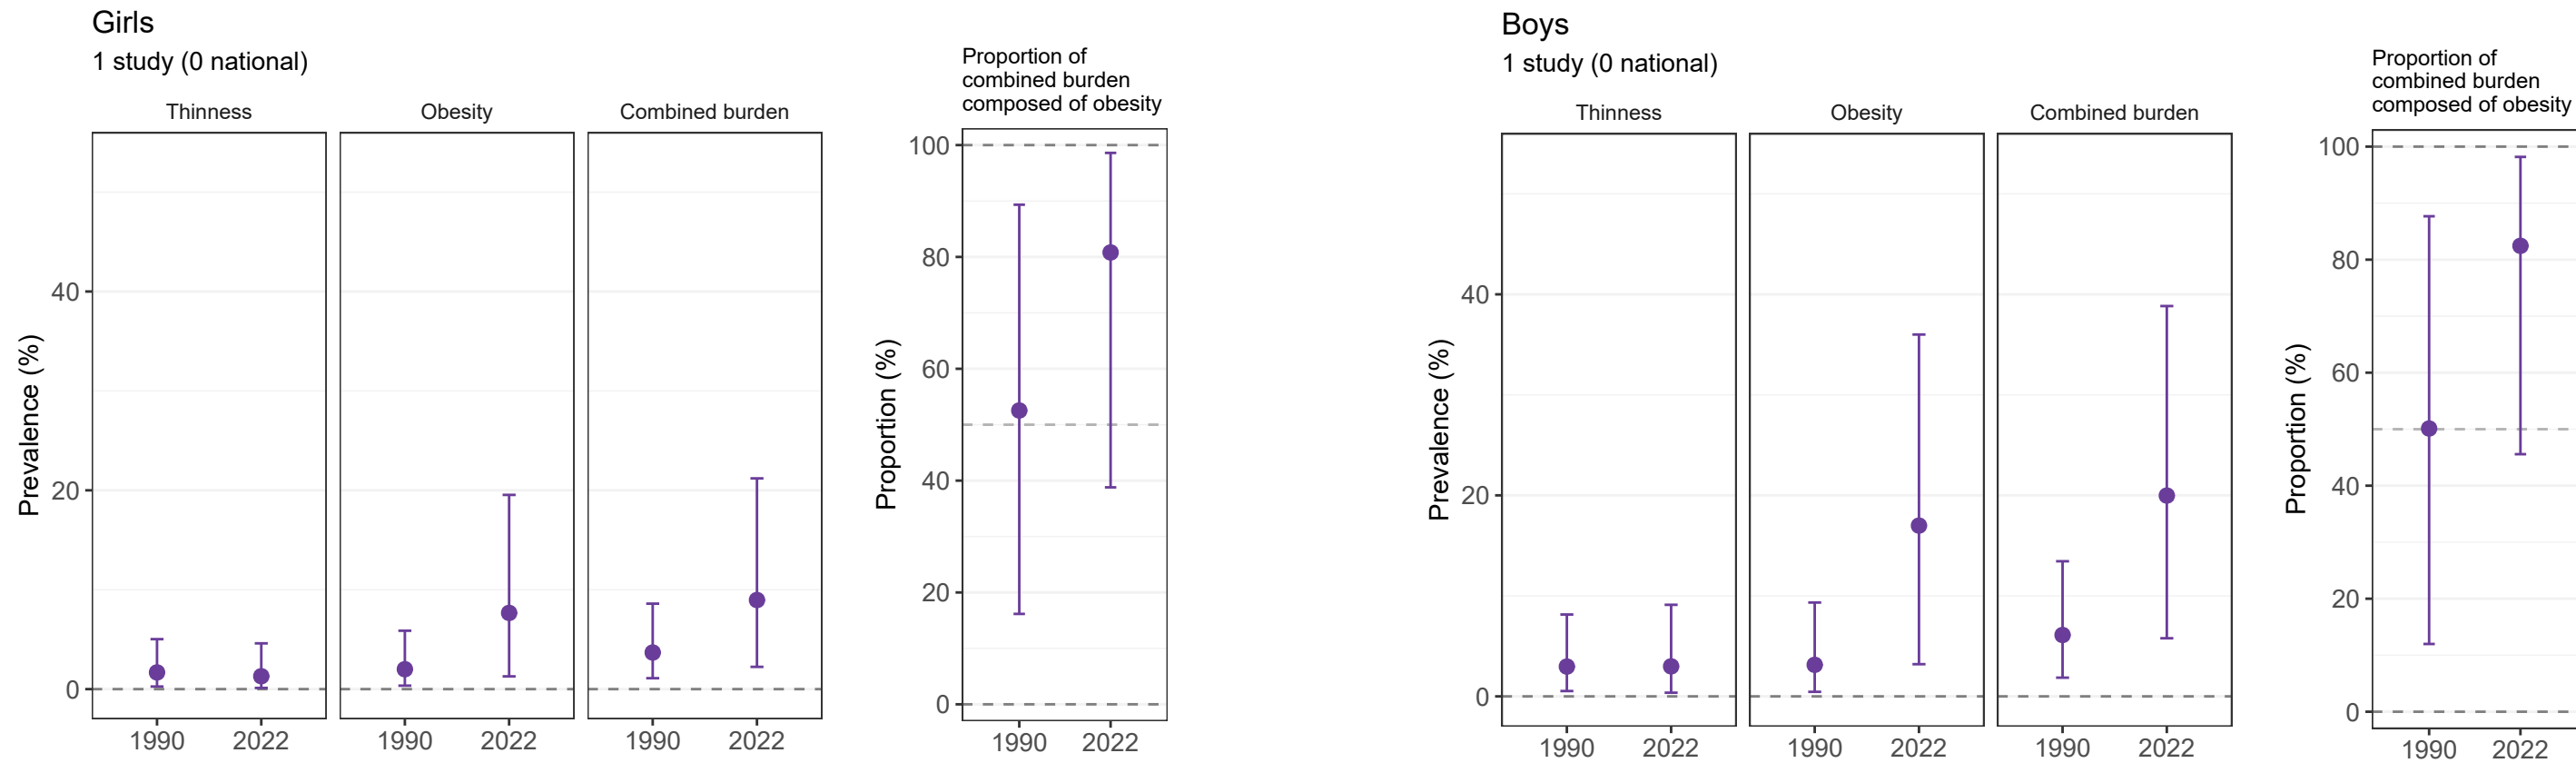 Girls
1 study (0 national)
Thinness
Obesity
Combined burden
Prevalence (%)
40
20
0
1990
2022
1990
2022
1990
2022
Proportion of
combined burden
composed of obesity
Proportion (%)
100
80
60
40
20
0
1990
2022
Boys
1 study (0 national)
Thinness
Obesity
Combined burden
Prevalence (%)
40
20
0
1990
2022
1990
2022
1990
2022
Proportion of
combined burden
composed of obesity
Proportion (%)
100
80
60
40
20
0
1990
2022